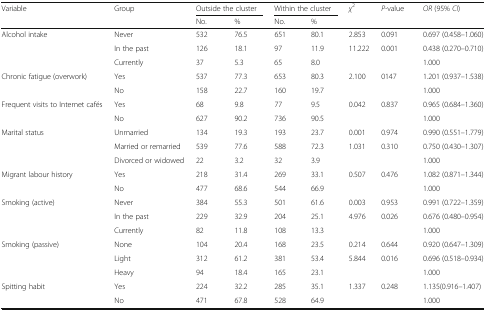 Variable Group Outside the cluster Within the cluster χ² P-value OR (95% CI)
No. % No. %
Alcohol intake Never 532 76.5 651 80.1 2.853 0.091 0.697 (0.458–1.060)
In the past 126 18.1 97 11.9 11.222 0.001 0.438 (0.270–0.710)
Currently 37 5.3 65 8.0 1.000
Chronic fatigue (overwork) Yes 537 77.3 653 80.3 2.100 0147 1.201 (0.937–1.538)
No 158 22.7 160 19.7 1.000
Frequent visits to Internet cafés Yes 68 9.8 77 9.5 0.042 0.837 0.965 (0.684–1.360)
No 627 90.2 736 90.5 1.000
Marital status Unmarried 134 19.3 193 23.7 0.001 0.974 0.990 (0.551–1.779)
Married or remarried 539 77.6 588 72.3 1.031 0.310 0.750 (0.430–1.307)
Divorced or widowed 22 3.2 32 3.9 1.000
Migrant labour history Yes 218 31.4 269 33.1 0.507 0.476 1.082 (0.871–1.344)
No 477 68.6 544 66.9 1.000
Smoking (active) Never 384 55.3 501 61.6 0.003 0.953 0.991 (0.722–1.359)
In the past 229 32.9 204 25.1 4.976 0.026 0.676 (0.480–0.954)
Currently 82 11.8 108 13.3 1.000
Smoking (passive) None 104 20.4 168 23.5 0.214 0.644 0.920 (0.647–1.309)
Light 312 61.2 381 53.4 5.844 0.016 0.696 (0.518–0.934)
Heavy 94 18.4 165 23.1 1.000
Spitting habit Yes 224 32.2 285 35.1 1.337 0.248 1.135(0.916–1.407)
No 471 67.8 528 64.9 1.000